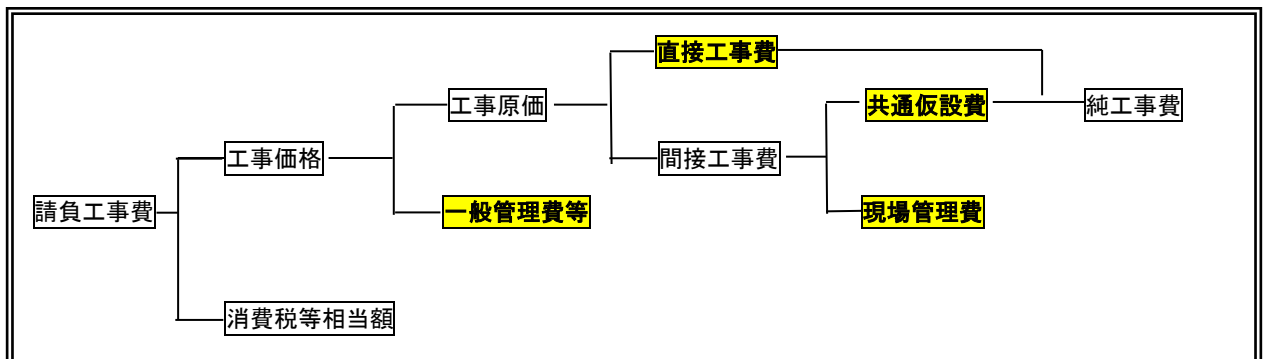 直接工事費
工事原価
共通仮設費
純工事費
工事価格
間接工事費
請負工事費
一般管理費等
現場管理費
消費税等相当額